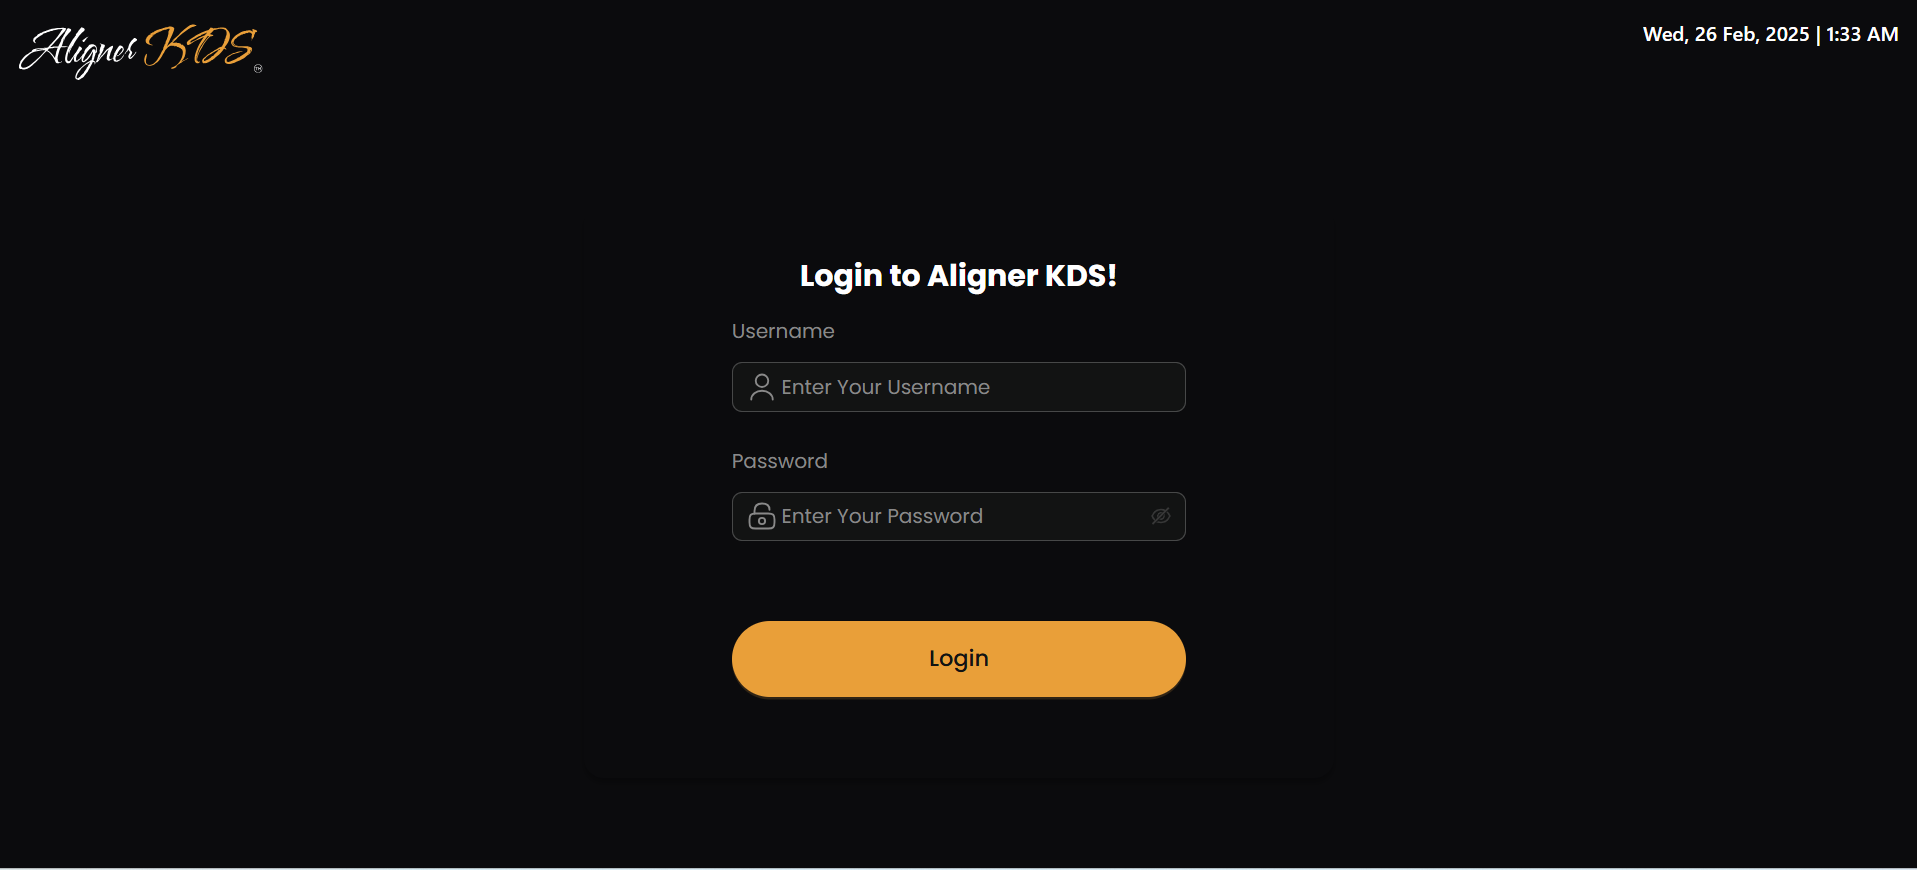 Aligner KDS TM
Wed, 26 Feb, 2025 | 1:33 AM
Login to Aligner KDS!
Username
Enter Your Username
Password
Enter Your Password
Login